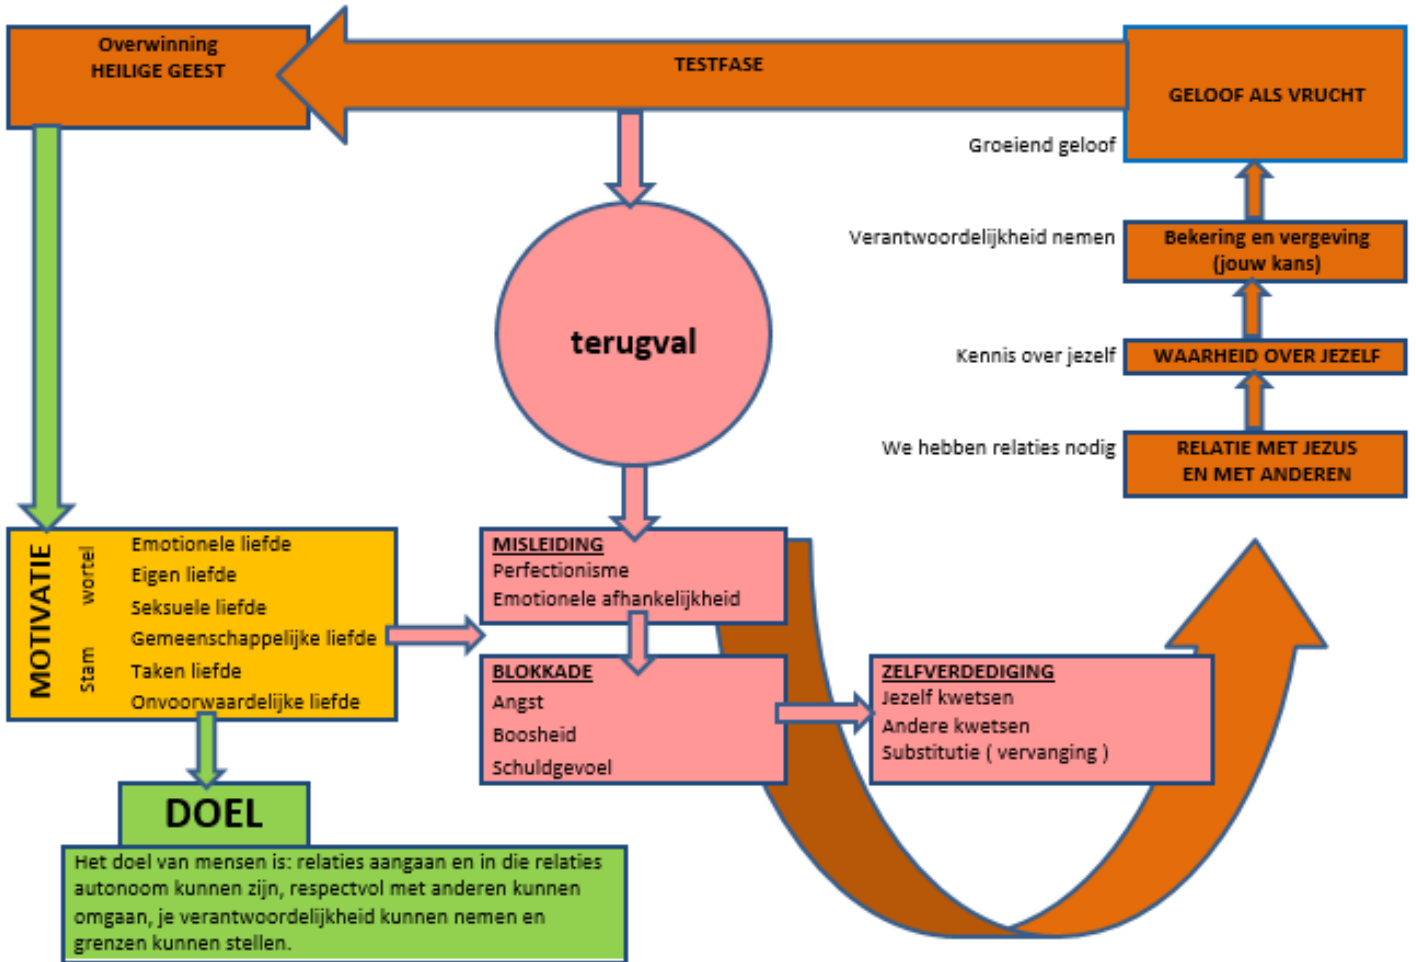 Overwinning
HEILIGE GEEST
TESTFASE
GELOOF ALS VRUCHT
Groeiend geloof
Verantwoordelijkheid nemen
Bekering en vergeving
(jouw kans)
Kennis over jezelf
WAARHEID OVER JEZELF
We hebben relaties nodig
RELATIE MET JEZUS
EN MET ANDEREN
terugval
MOTIVATIE
wortel
Stam
Emotionele liefde
Eigen liefde
Seksuele liefde
Gemeenschappelijke liefde
Taken liefde
Onvoorwaardelijke liefde
MISLEIDING
Perfectionisme
Emotionele afhankelijkheid
BLOKKADE
Angst
Boosheid
Schuldgevoel
ZELFVERDEDIGING
Jezelf kwetsen
Andere kwetsen
Substitutie ( vervanging )
DOEL
Het doel van mensen is: relaties aangaan en in die relaties
autonoom kunnen zijn, respectvol met anderen kunnen
omgaan, je verantwoordelijkheid kunnen nemen en
grenzen kunnen stellen.